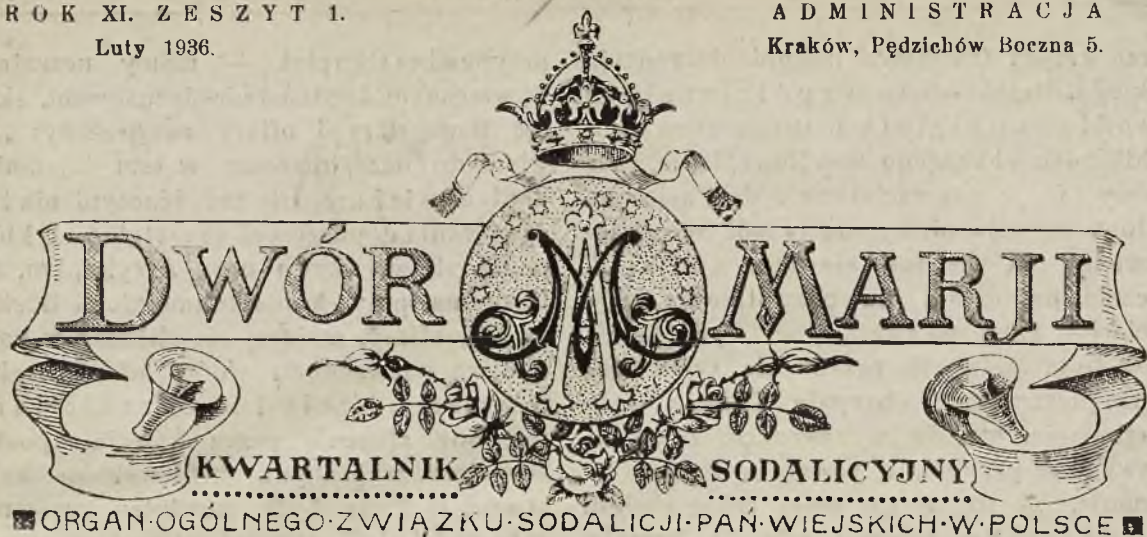 ROK XI. ZESZYT 1.
Luty 1936.
ADMINISTRACJA
Kraków, Pędzichów Boczna 5.
DWÓR MARJI
KWARTALNIK SODALICYJNY
ORGAN·OGÓLNEGO·ZWIĄZKU·SODALICJI·PAŃ·WIEJSKICH·W·POLSCE